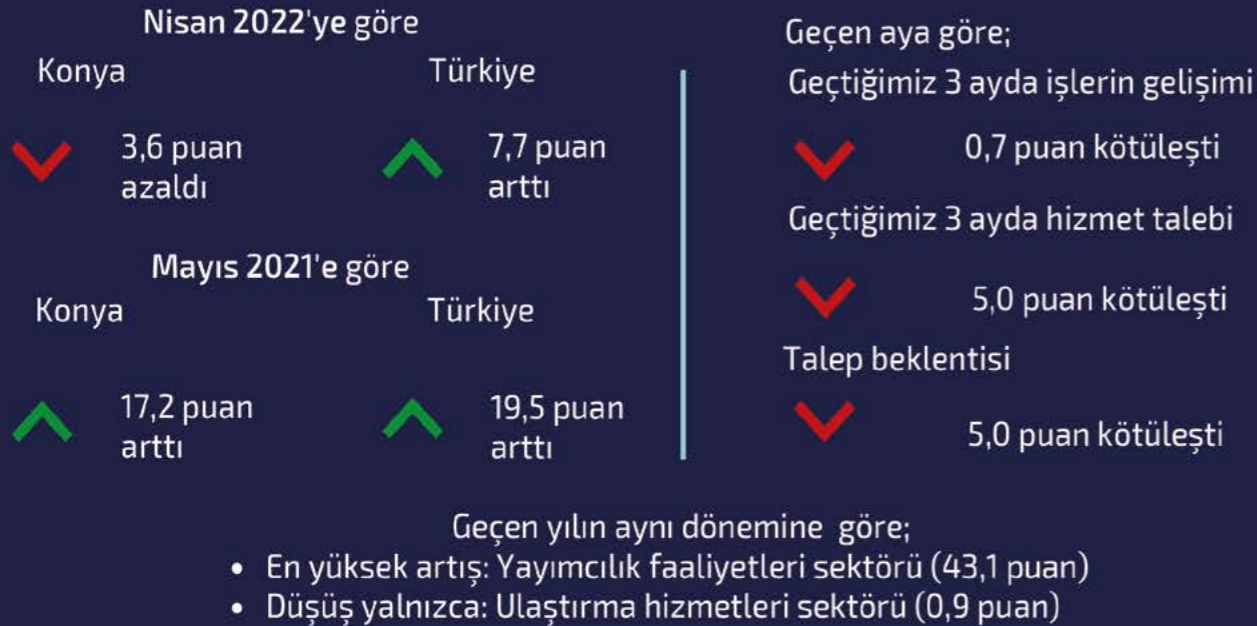 Nisan 2022'ye göre
Konya
Türkiye
3,6 puan
azaldı
7,7 puan
arttı
Mayıs 2021'e göre
Konya
Türkiye
17,2 puan
arttı
19,5 puan
arttı
Geçen aya göre;
Geçtiğimiz 3 ayda işlerin gelişimi
0,7 puan kötüleşti
Geçtiğimiz 3 ayda hizmet talebi
5,0 puan kötüleşti
Talep beklentisi
5,0 puan kötüleşti
Geçen yılın aynı dönemine göre;
• En yüksek artış: Yayımcılık faaliyetleri sektörü (43,1 puan)
• Düşüş yalnızca: Ulaştırma hizmetleri sektörü (0,9 puan)